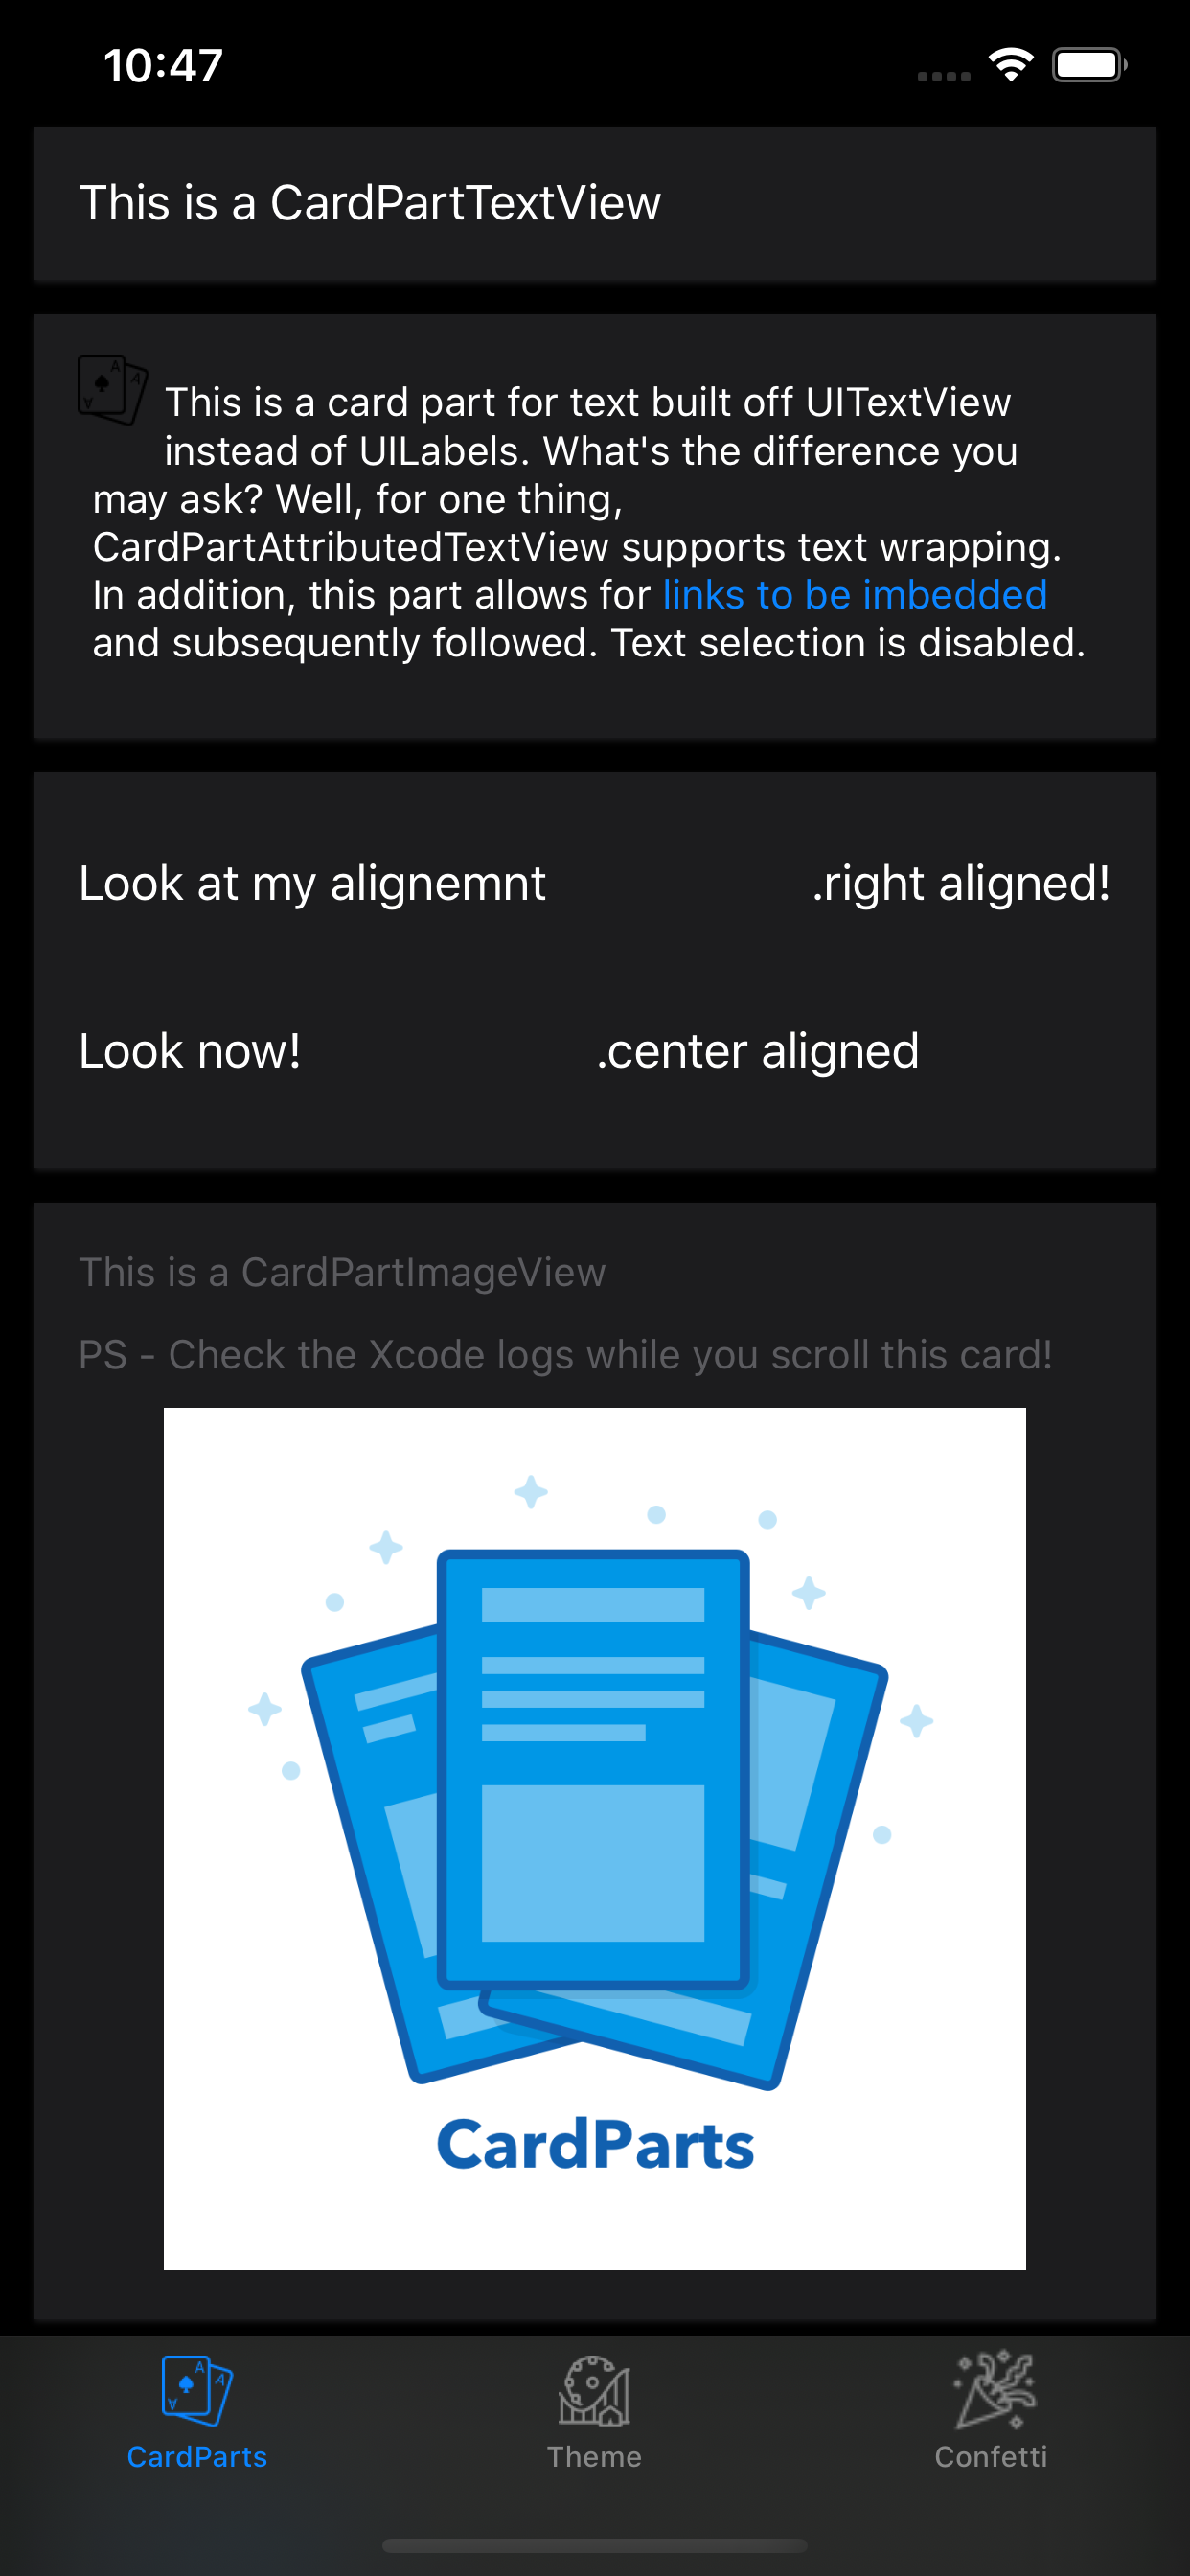 10:47
This is a CardPartTextView
This is a card part for text built off UITextView
instead of UILabels. What's the difference you
may ask? Well, for one thing,
CardPartAttributedTextView supports text wrapping.
In addition, this part allows for links to be imbedded
and subsequently followed. Text selection is disabled.
Look at my alignemnt .right aligned!
Look now! .center aligned
This is a CardPartImageView
PS - Check the Xcode logs while you scroll this card!
CardParts
CardParts Theme Confetti